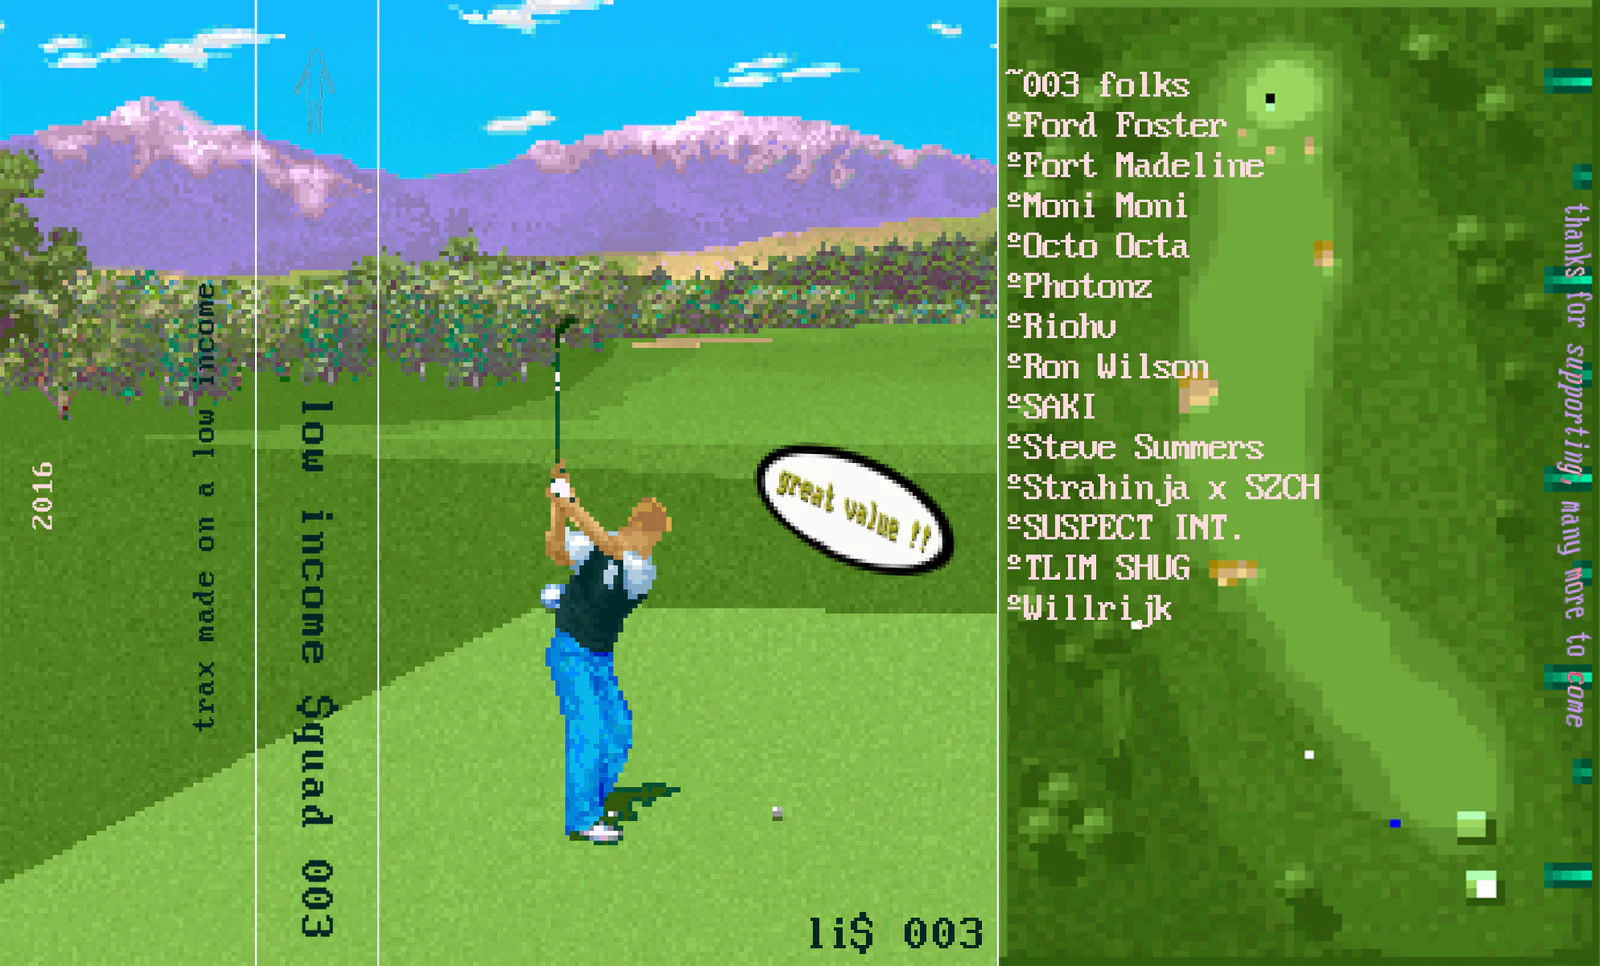 2016
trax made on a low income
low income $quad 003
great value !!
li$ 003
~003 folks
ºFord Foster
ºFort Madeline
ºMoni Moni
ºOcto Octa
ºPhotonz
ºRiohv
ºRon Wilson
ºSAKI
ºSteve Summers
ºStrahinja x SZCH
ºSUSPECT INT.
ºTLIM SHUG
ºWillrijk
thanks for supporting, many more to come